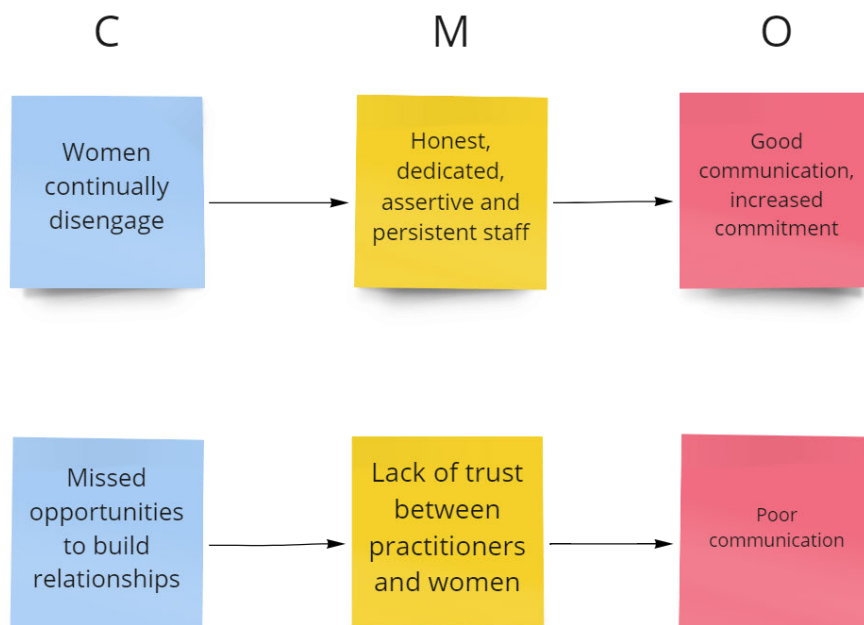 C
M
O
Women
continually
disengage
Honest,
dedicated,
assertive and
persistent staff
Good
communication,
increased
commitment
Missed
opportunities
to build
relationships
Lack of trust
between
practitioners
and women
Poor
communication